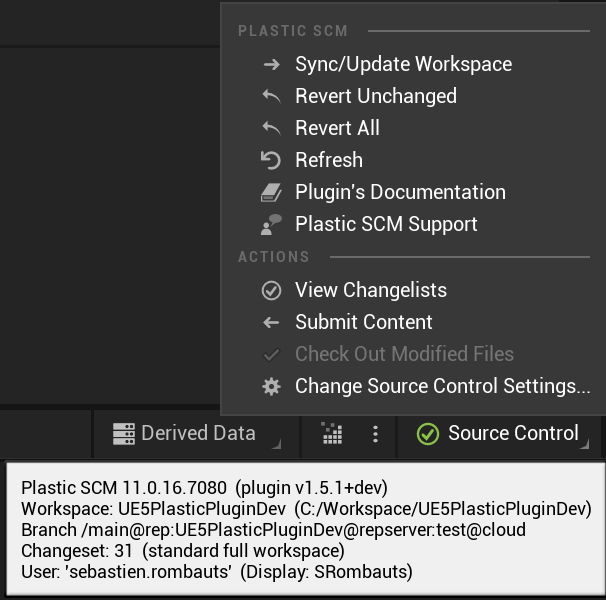 PLASTIC SCM
Sync/Update Workspace
Revert Unchanged
Revert All
Refresh
Plugin's Documentation
Plastic SCM Support
ACTIONS
View Changelists
Submit Content
Check Out Modified Files
Change Source Control Settings...
Derived Data
Source Control
Plastic SCM 11.0.16.7080 (plugin v1.5.1+dev)
Workspace: UE5PlasticPluginDev (C:/Workspace/UE5PlasticPluginDev)
Branch /main@rep:UE5PlasticPluginDev@repserver:test@cloud
Changeset: 31 (standard full workspace)
User: 'sebastien.rombauts' (Display: SRombauts)